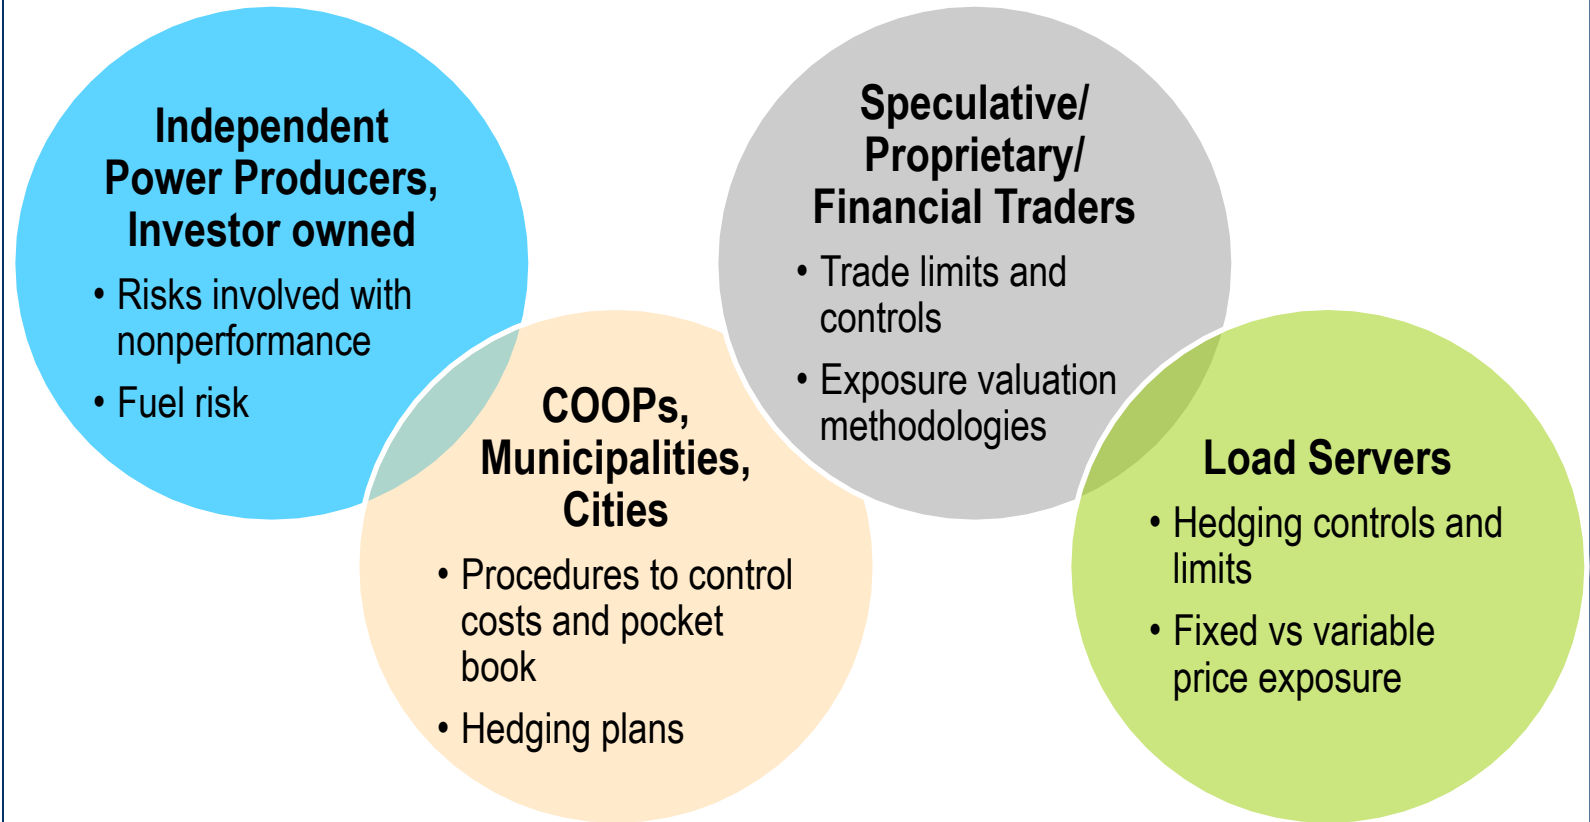 Independent
Power Producers,
Investor owned
• Risks involved with
nonperformance
• Fuel risk
COOPs,
Municipalities,
Cities
• Procedures to control
costs and pocket
book
• Hedging plans
Speculative/
Proprietary/
Financial Traders
• Trade limits and
controls
• Exposure valuation
methodologies
Load Servers
• Hedging controls and
limits
• Fixed vs variable
price exposure